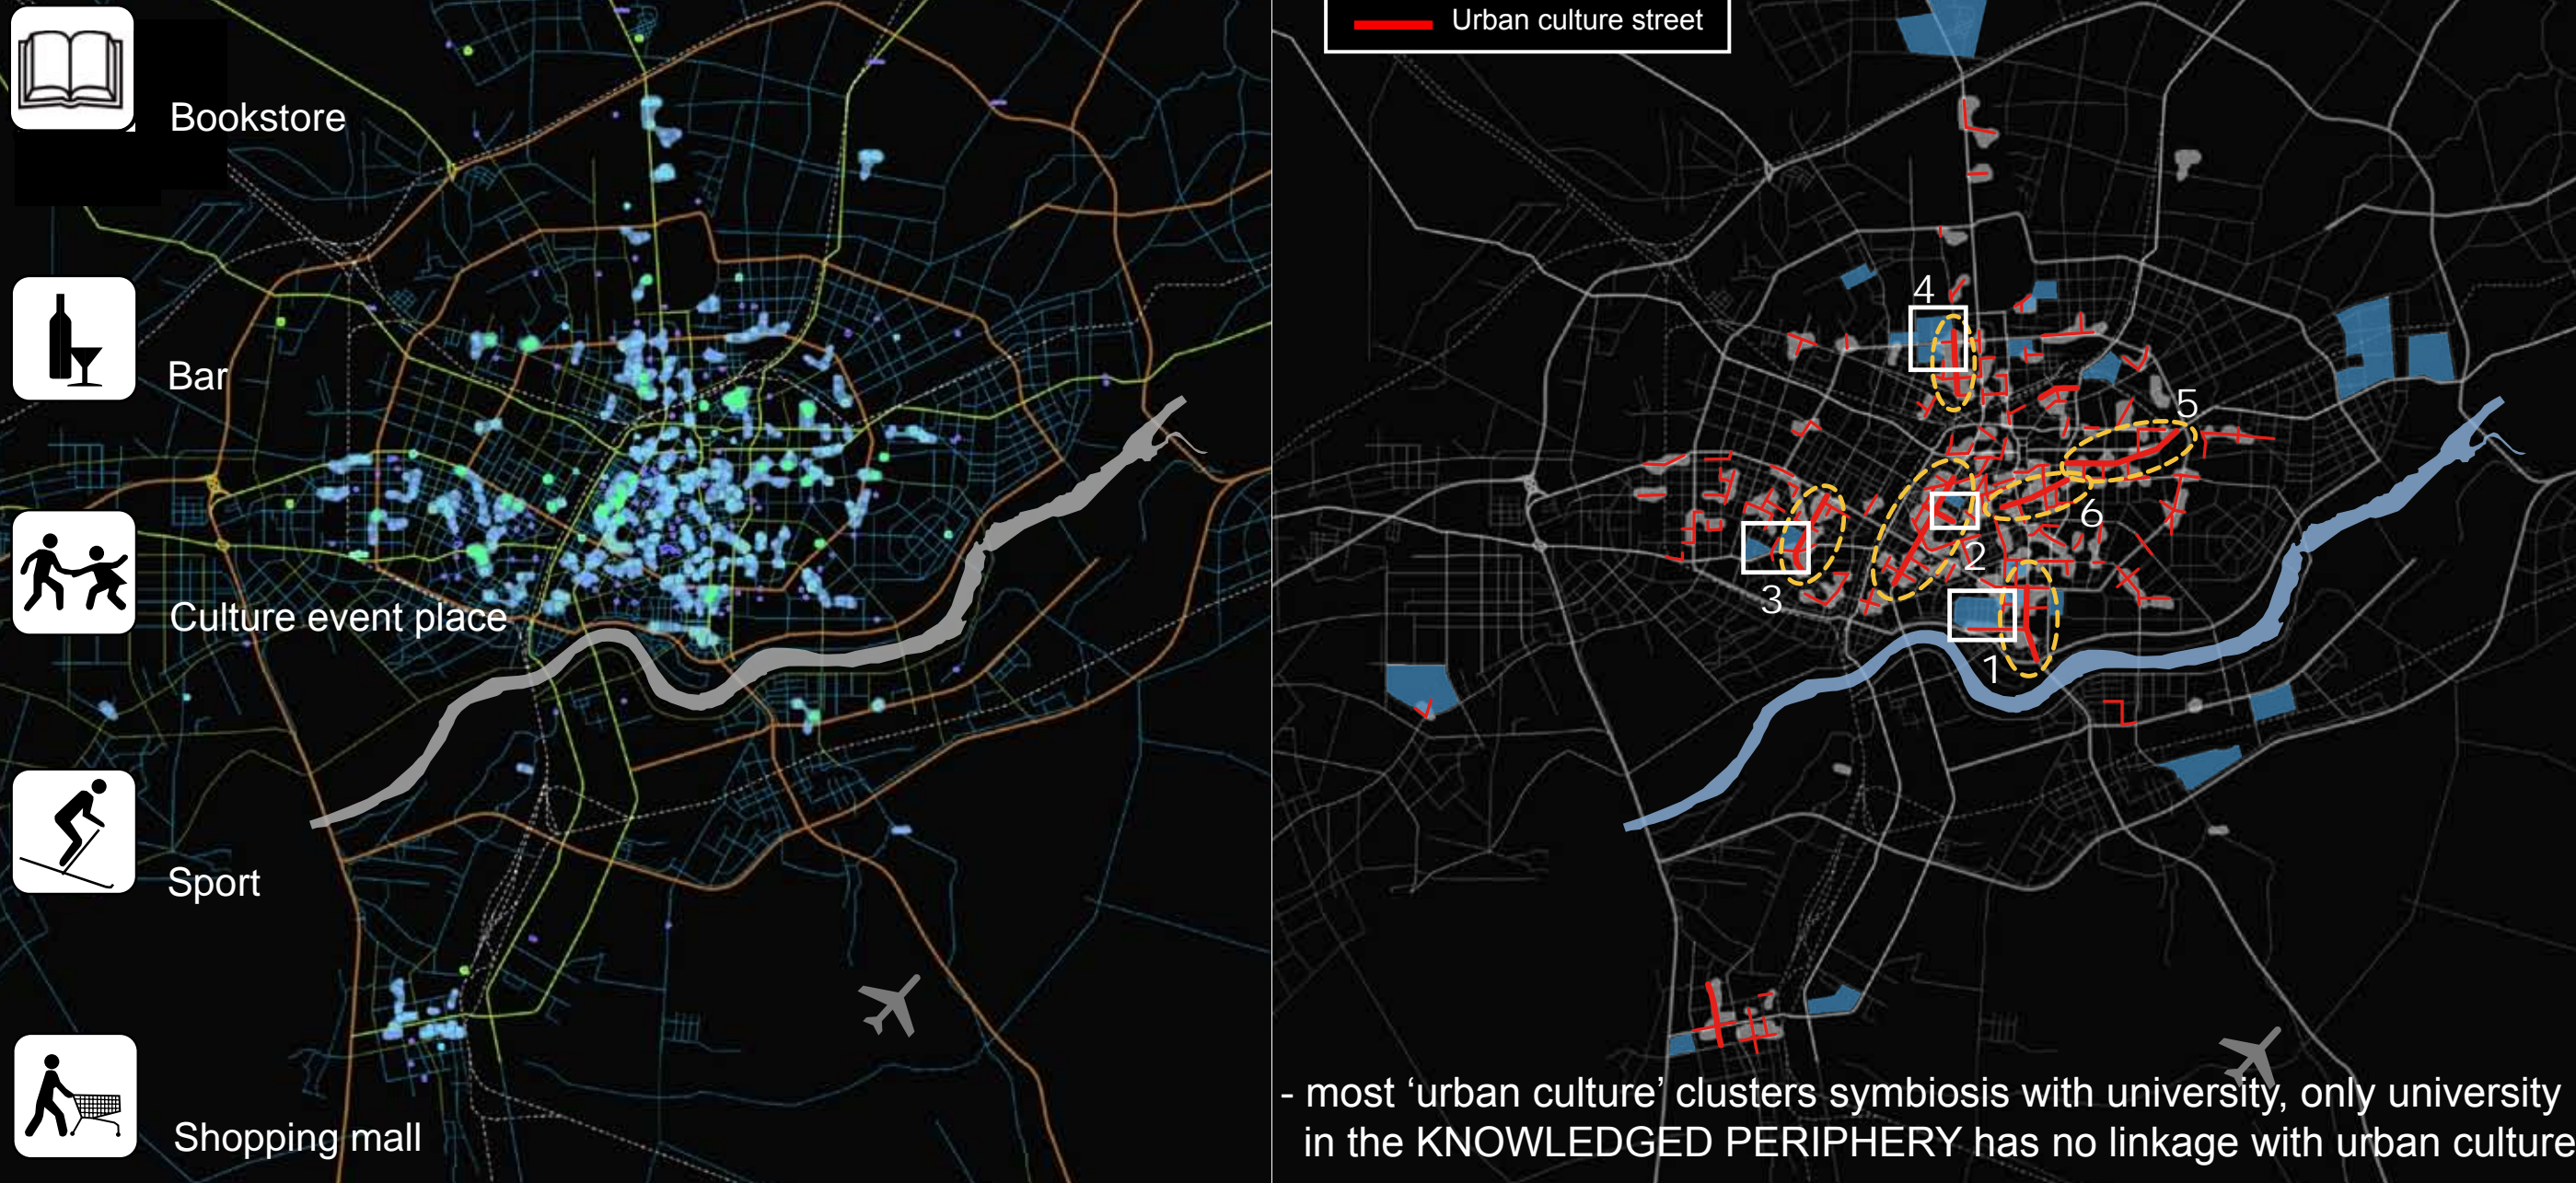 Bookstore
Bar
Culture event place
Sport
Shopping mall
Urban culture street
4
5
6
2
3
1
- most ‘urban culture’ clusters symbiosis with university, only university
in the KNOWLEDGED PERIPHERY has no linkage with urban culture